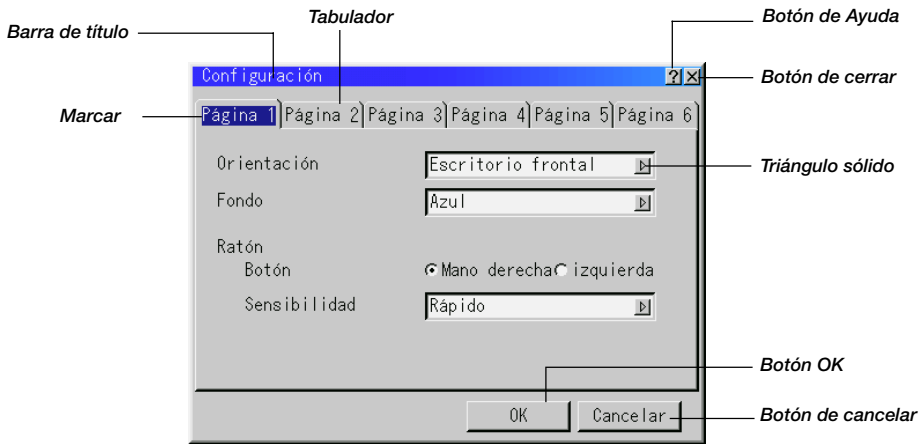 Tabulador
Botón de Ayuda
Barra de título
Configuración
?
Botón de cerrar
Marcar
Página 1 Página 2 Página 3 Página 4 Página 5 Página 6
Orientación Escritorio frontal
Triángulo sólido
Fondo Azul
Ratón
Botón Mano derecha izquierda
Sensibilidad Rápido
Botón OK
OK Cancelar
Botón de cancelar